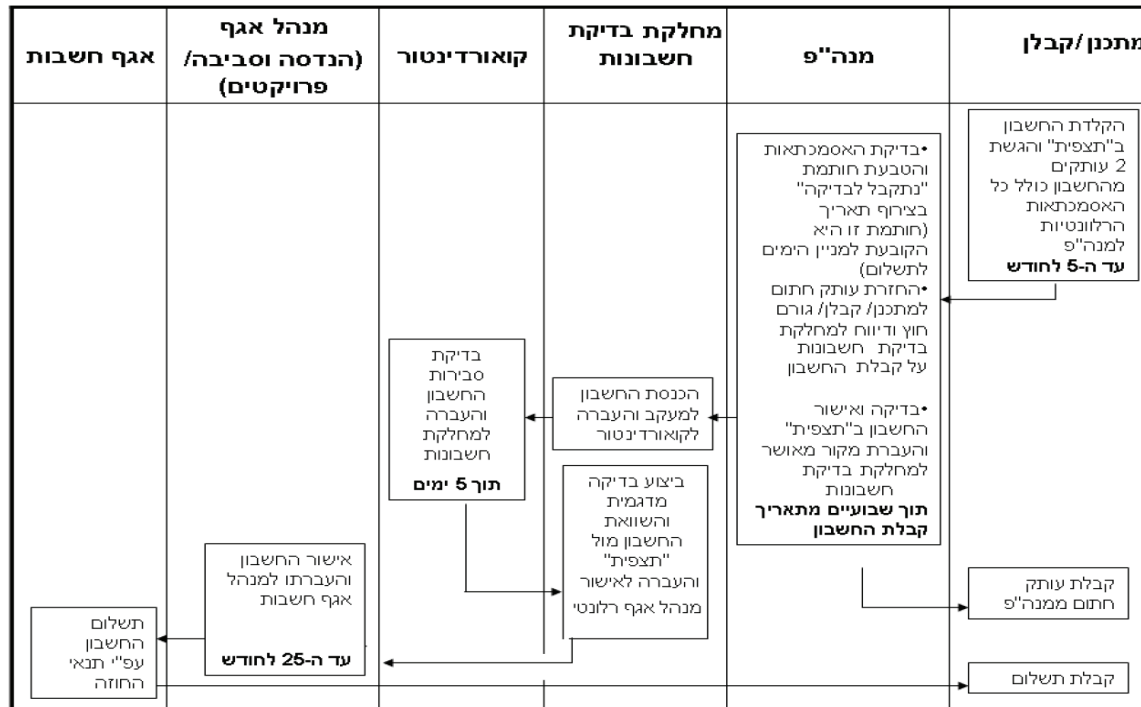 מתכנן/קבלן
מנה"פ
מחלקת בדיקת
חשבונות
קואורדינטור
מנהל אגף
(הנדסה וסביבה/
פרויקטים)
אגף חשבות
הקלדת החשבון
ב"תצפית" והגשת
2 עותקים
מהחשבון כולל כל
האסמכתאות
הרלוונטיות
למנה"פ
עד ה-5 לחודש
•בדיקת האסמכתאות
והטבעת חותמת
"נתקבל לבדיקה"
בצירוף תאריך
(חותמת זו היא
הקובעת למניין הימים
לתשלום)
•החזרת עותק חתום
למתכנן/ קבלן/ גורם
חוץ ודיווח למחלקת
בדיקת חשבונות
על קבלת החשבון
•בדיקה ואישור
החשבון ב"תצפית"
והעברת מקור מאושר
למחלקת בדיקת
חשבונות
תוך שבועיים מתאריך
קבלת החשבון
הכנסת החשבון
למעקב והעברה
לקואורדינטור
בדיקת
סבירות
החשבון
והעברה
למחלקת
חשבונות
תוך 5 ימים
ביצוע בדיקה
מדגמית
והשוואת
החשבון מול
"תצפית"
והעברה לאישור
מנהל אגף רלונטי
אישור החשבון
והעברתו למנהל
אגף חשבות
עד ה-25 לחודש
תשלום
החשבון
עפ"י תנאי
החוזה
קבלת עותק
חתום ממנה"פ
קבלת תשלום